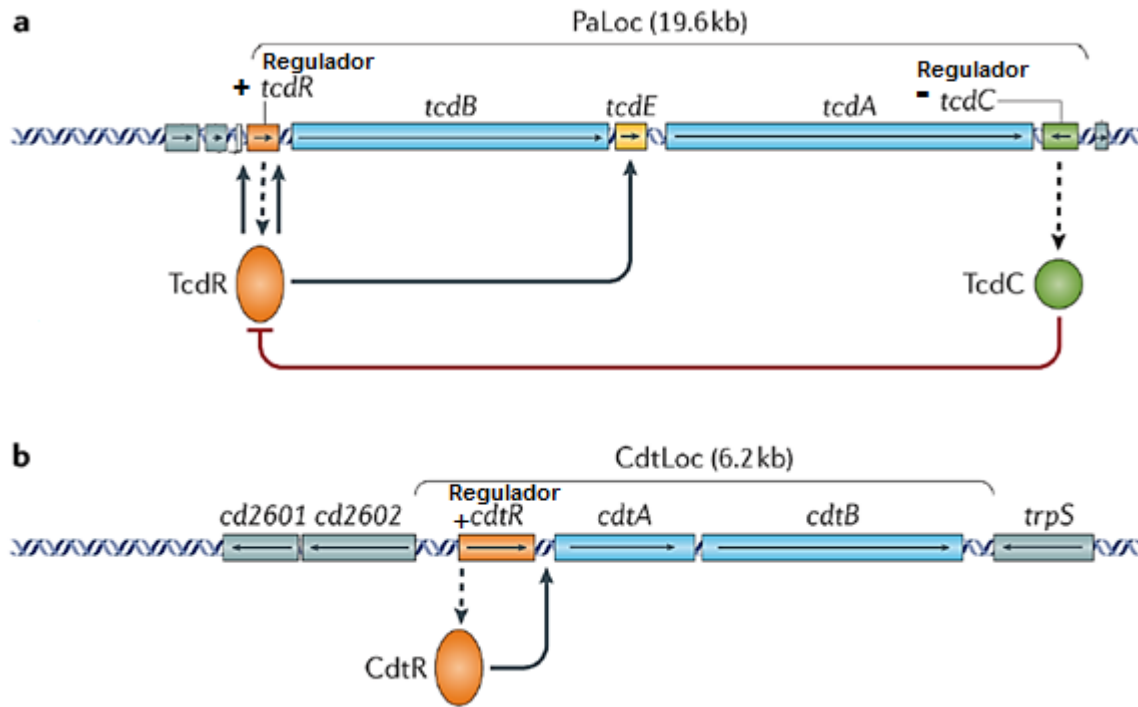 a
PaLoc (19.6 kb)
Regulador
+ tcdR
tcdB
tcdE
tcdA
Regulador
- tcdC
TcdR
TcdC
b
CdtLoc (6.2 kb)
cd2601
cd2602
Regulador
+cdtR
cdtA
cdtB
trpS
CdtR